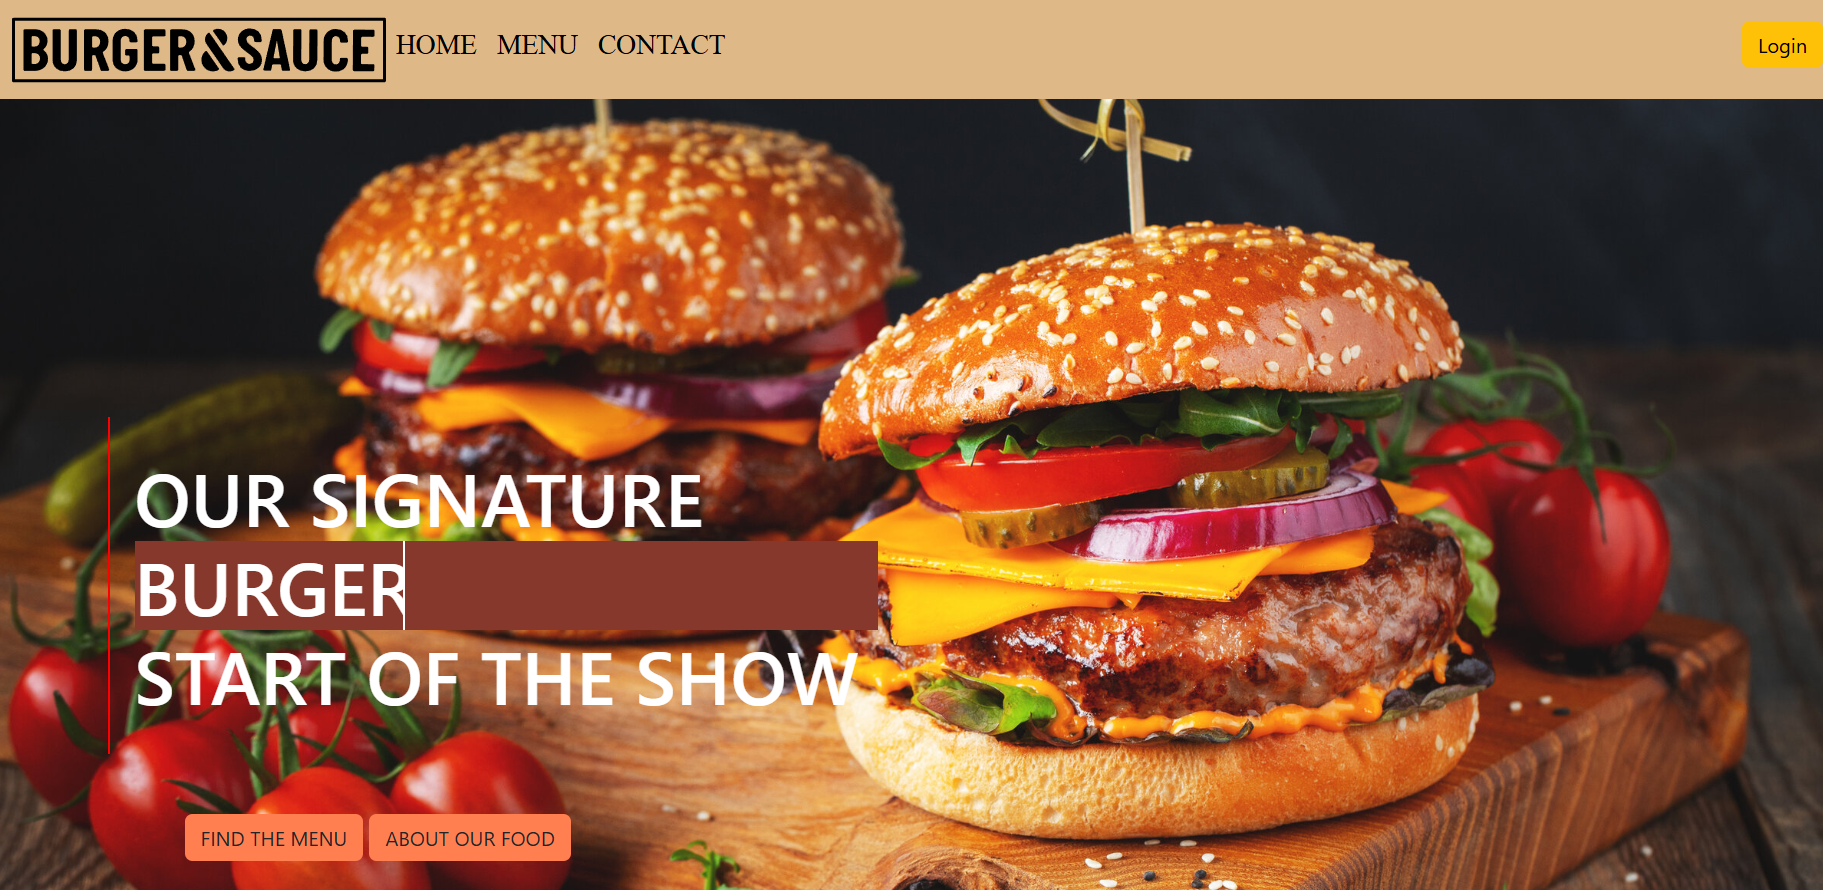 BURGER&SAUCE HOME MENU CONTACT Login
OUR SIGNATURE
BURGER
START OF THE SHOW
FIND THE MENU ABOUT OUR FOOD